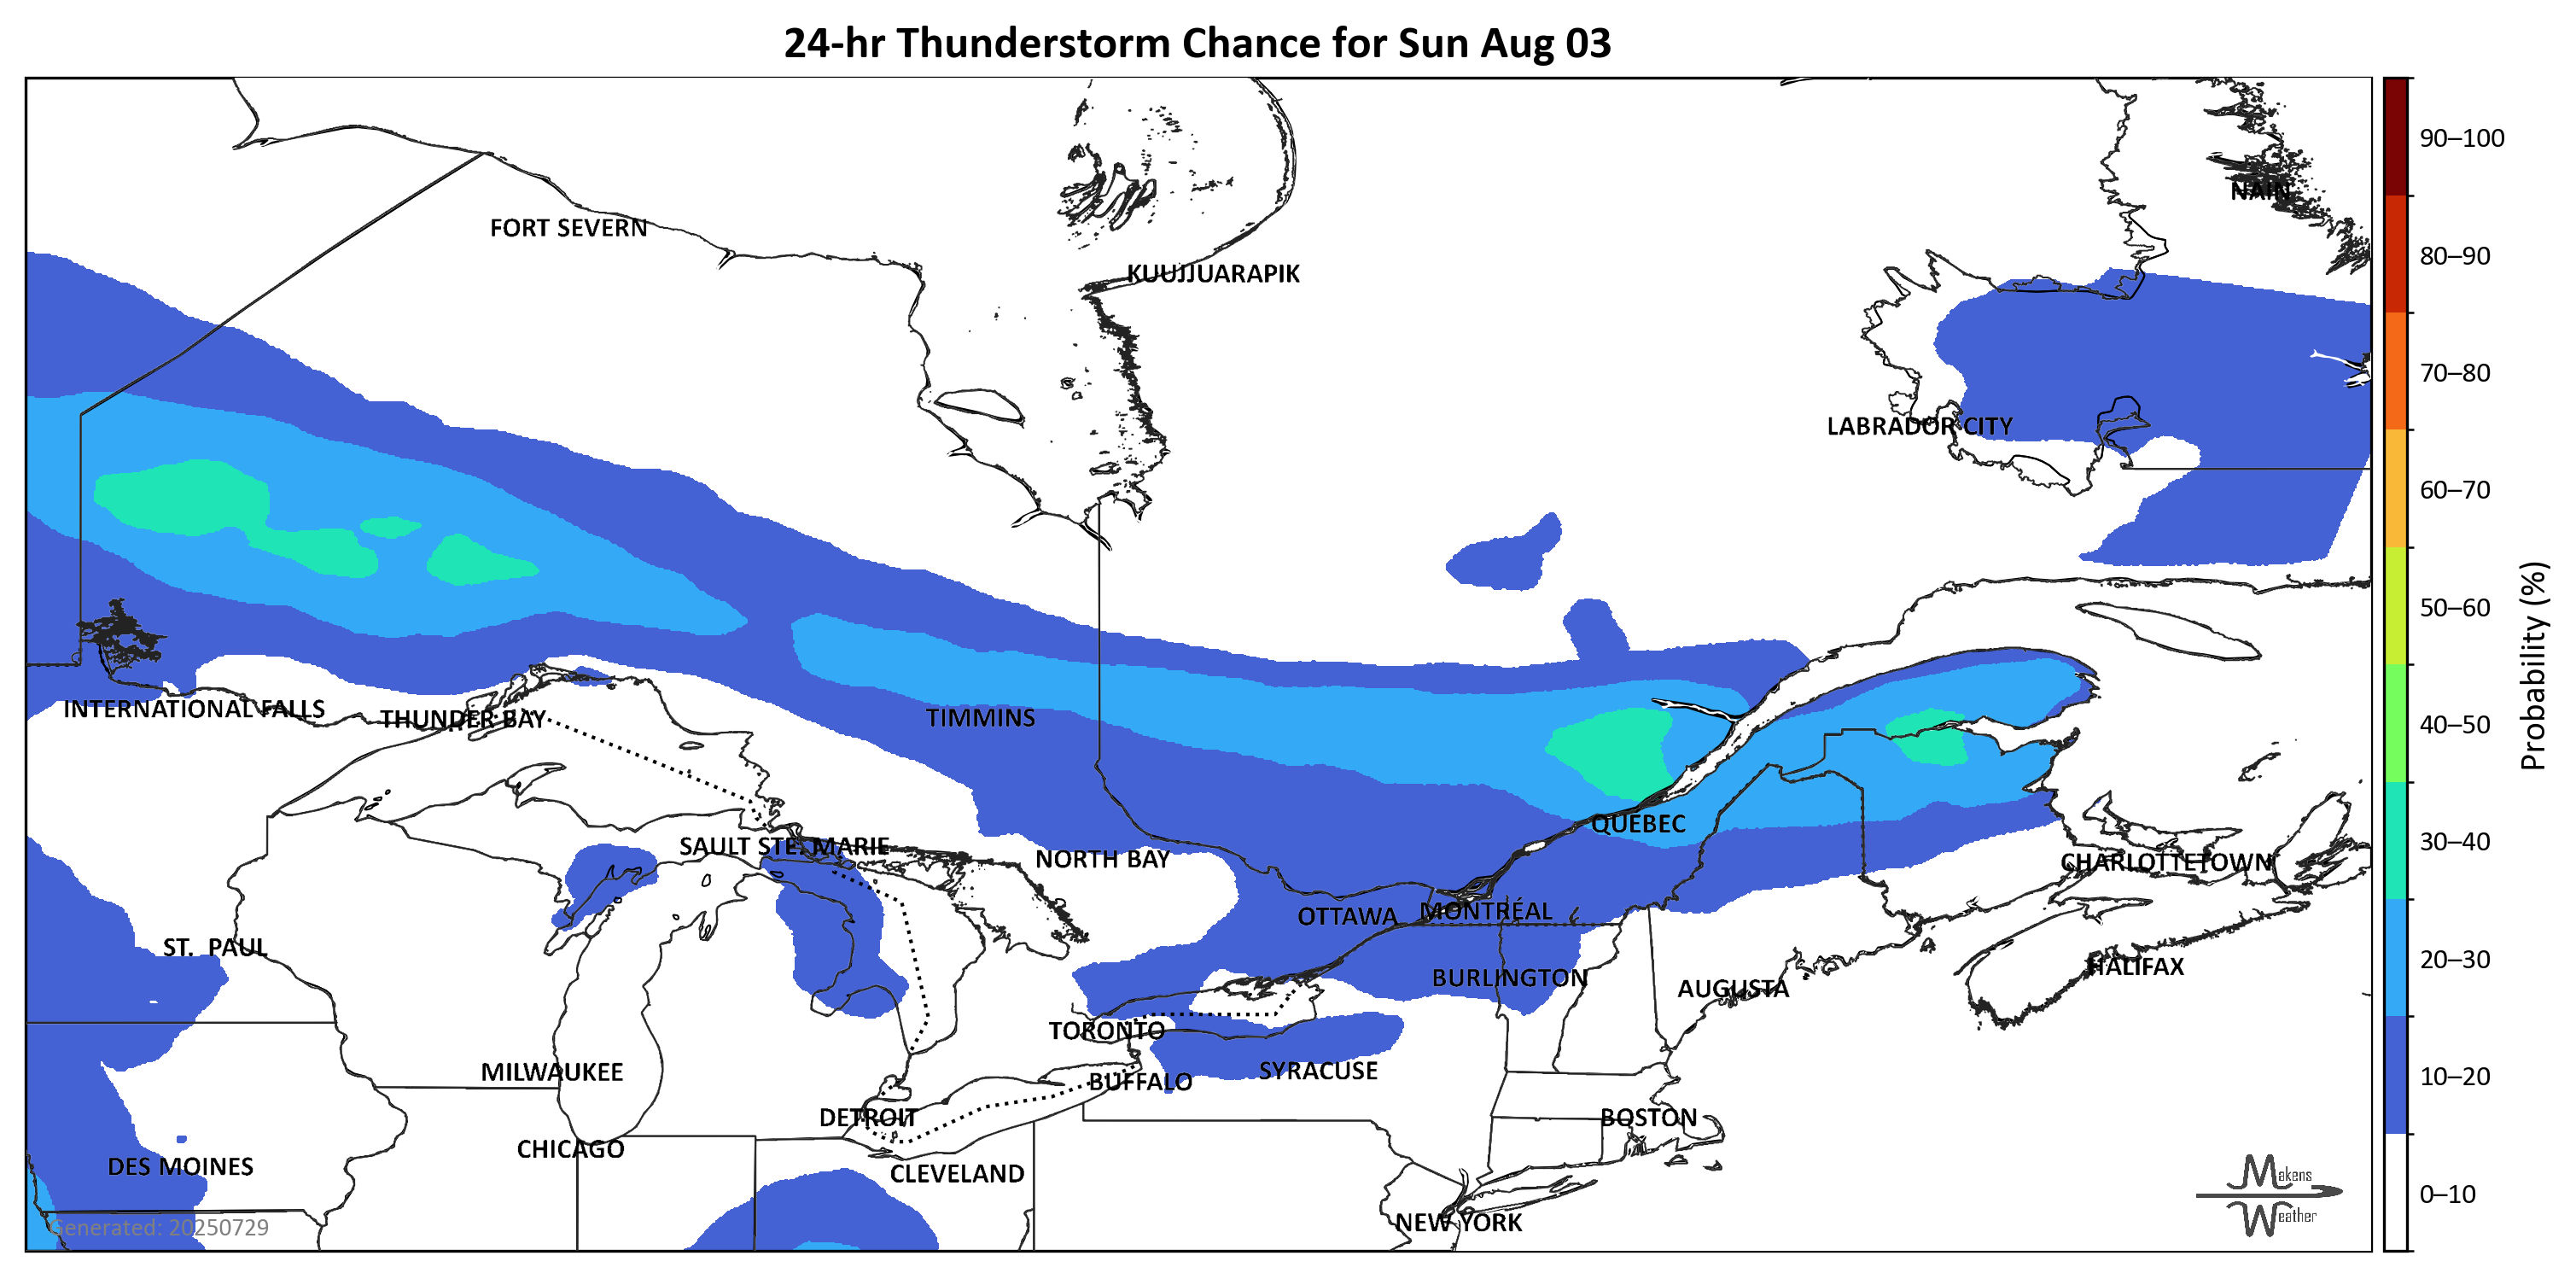 24-hr Thunderstorm Chance for Sun Aug 03
90–100
NAIN
FORT SEVERN
80–90
KUUJJUARAPIK
70–80
LABRADOR CITY
60–70
50–60
INTERNATIONAL FALLS
THUNDER BAY
TIMMINS
40–50
Probability (%)
QUEBEC
30–40
SAULT STE. MARIE
NORTH BAY
CHARLOTTETOWN
OTTAWA
MONTRÉAL
ST. PAUL
20–30
HALIFAX
BURLINGTON
AUGUSTA
TORONTO
MILWAUKEE
SYRACUSE
BUFFALO
10–20
DETROIT
BOSTON
CHICAGO
DES MOINES
CLEVELAND
Makens
Weather
0–10
Generated: 20250729
NEW YORK